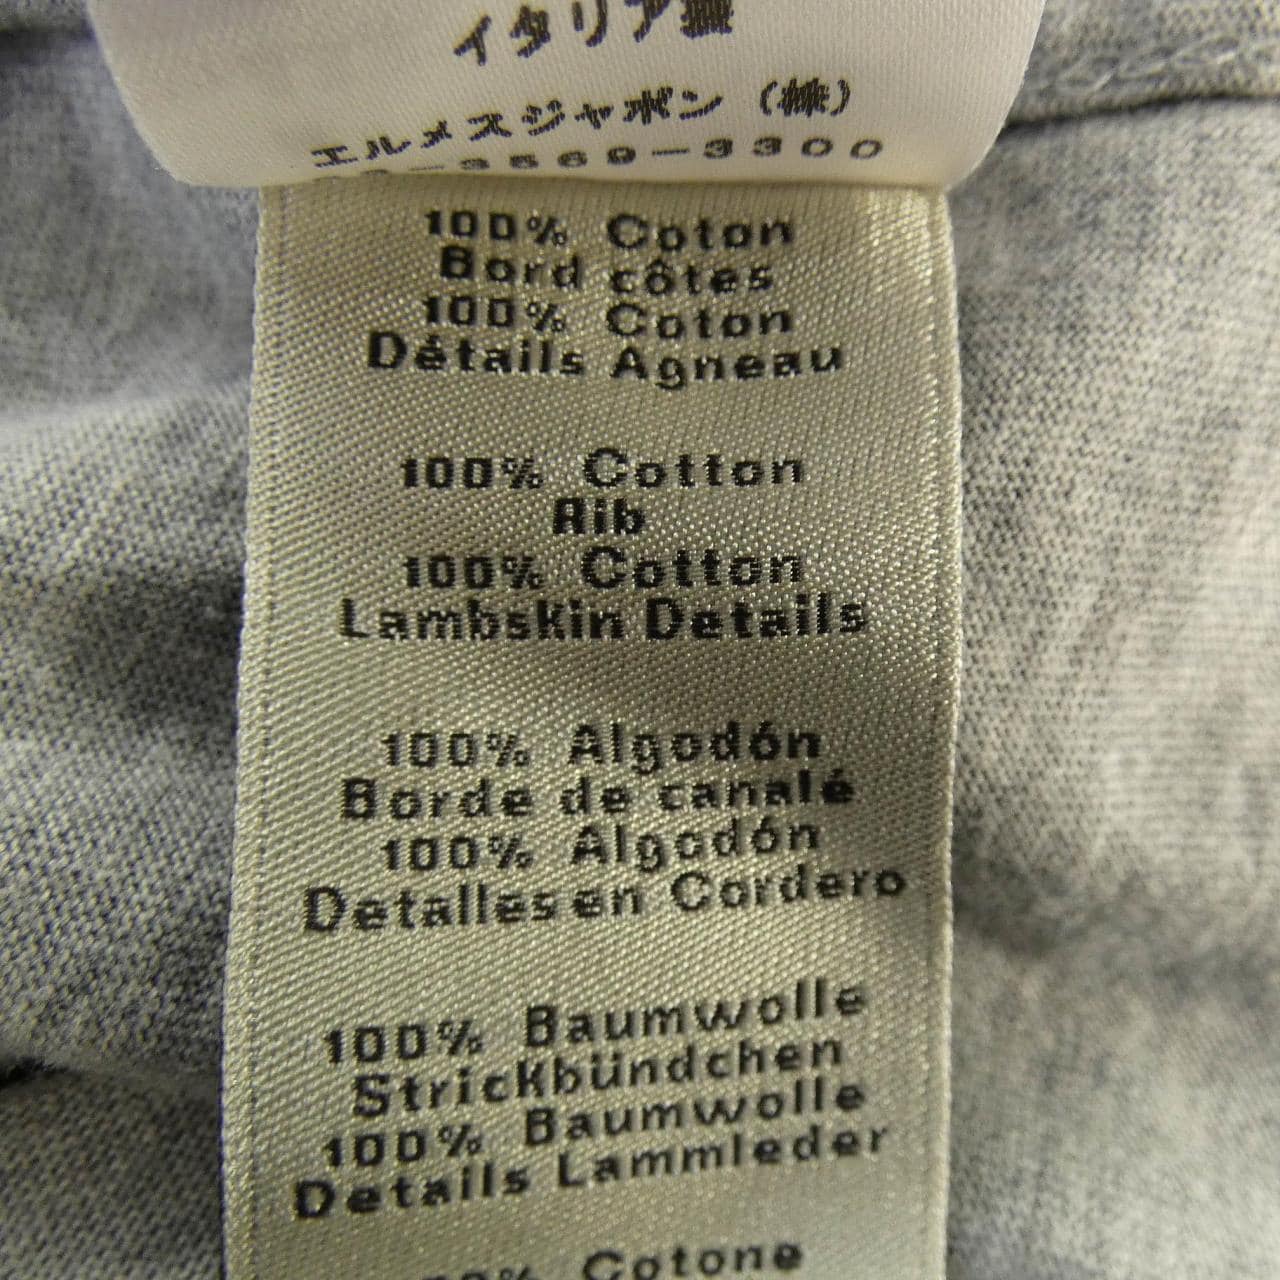 イタリア製
エルメスジャポン（株）
3569-3300
100% Coton
Bord côtes
100% Coton
Détails Agneau
100% Cotton
Rib
100% Cotton
Lambskin Details
100% Algodón
Borde de canalé
100% Algodón
Detalles en Cordero
100% Baumwolle
Strickbündchen
100% Baumwolle
Details Lammleder
Cotone